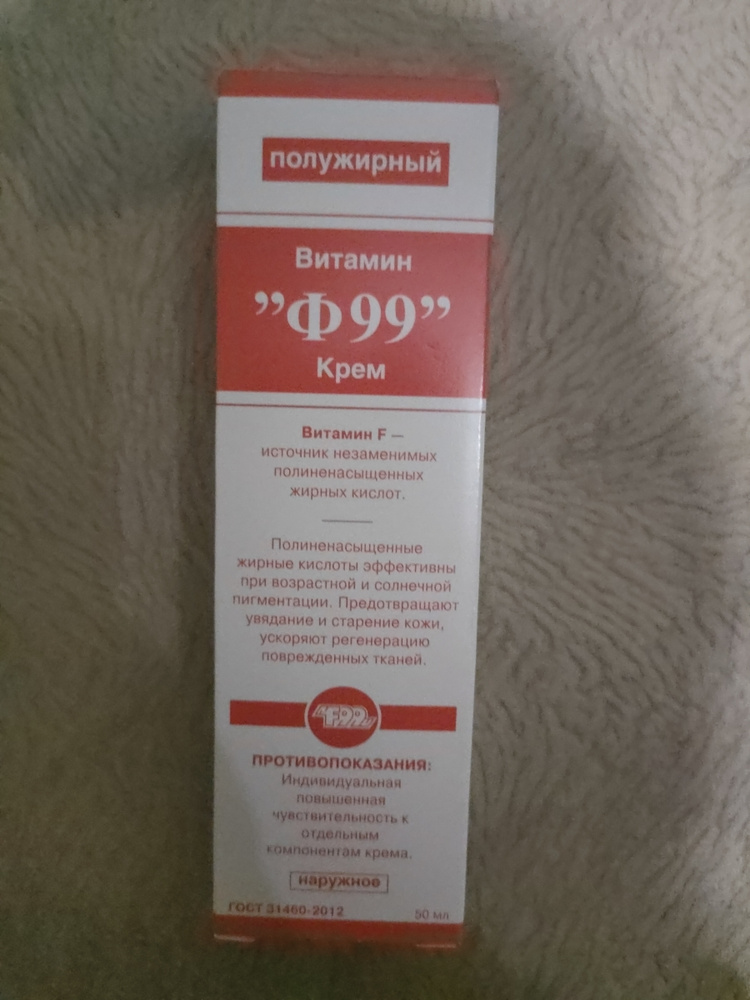 полужирный
Витамин
”Ф99”
Крем
Витамин F —
источник незаменимых
полиненасыщенных
жирных кислот.
Полиненасыщенные
жирные кислоты эффективны
при возрастной и солнечной
пигментации. Предотвращают
увядание и старение кожи,
ускоряют регенерацию
поврежденных тканей.
"F99"
ПРОТИВОПОКАЗАНИЯ:
Индивидуальная
повышенная
чувствительность к
отдельным
компонентам крема.
наружное
ГОСТ 31460-2012 50 мл